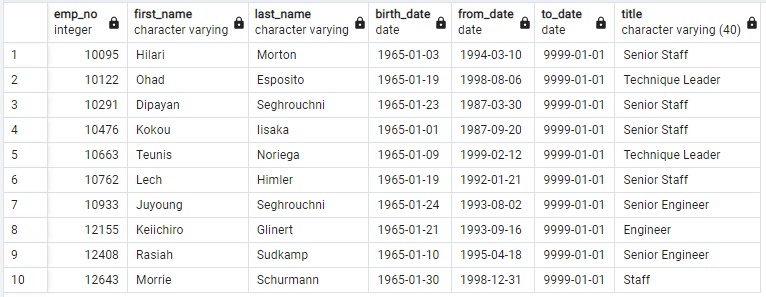 emp_no first_name last_name birth_date from_date to_date title
integer character varying character varying date date date character varying (40)
1 10095 Hilari Morton 1965-01-03 1994-03-10 9999-01-01 Senior Staff
2 10122 Ohad Esposito 1965-01-19 1998-08-06 9999-01-01 Technique Leader
3 10291 Dipayan Seghrouchni 1965-01-23 1987-03-30 9999-01-01 Senior Staff
4 10476 Kokou Iisaka 1965-01-01 1987-09-20 9999-01-01 Senior Staff
5 10663 Teunis Noriega 1965-01-09 1999-02-12 9999-01-01 Technique Leader
6 10762 Lech Himler 1965-01-19 1992-01-21 9999-01-01 Senior Staff
7 10933 Juyoung Seghrouchni 1965-01-24 1993-08-02 9999-01-01 Senior Engineer
8 12155 Keiichiro Glinert 1965-01-21 1993-09-16 9999-01-01 Engineer
9 12408 Rasiah Sudkamp 1965-01-10 1995-04-18 9999-01-01 Senior Engineer
10 12643 Morrie Schurmann 1965-01-30 1998-12-31 9999-01-01 Staff